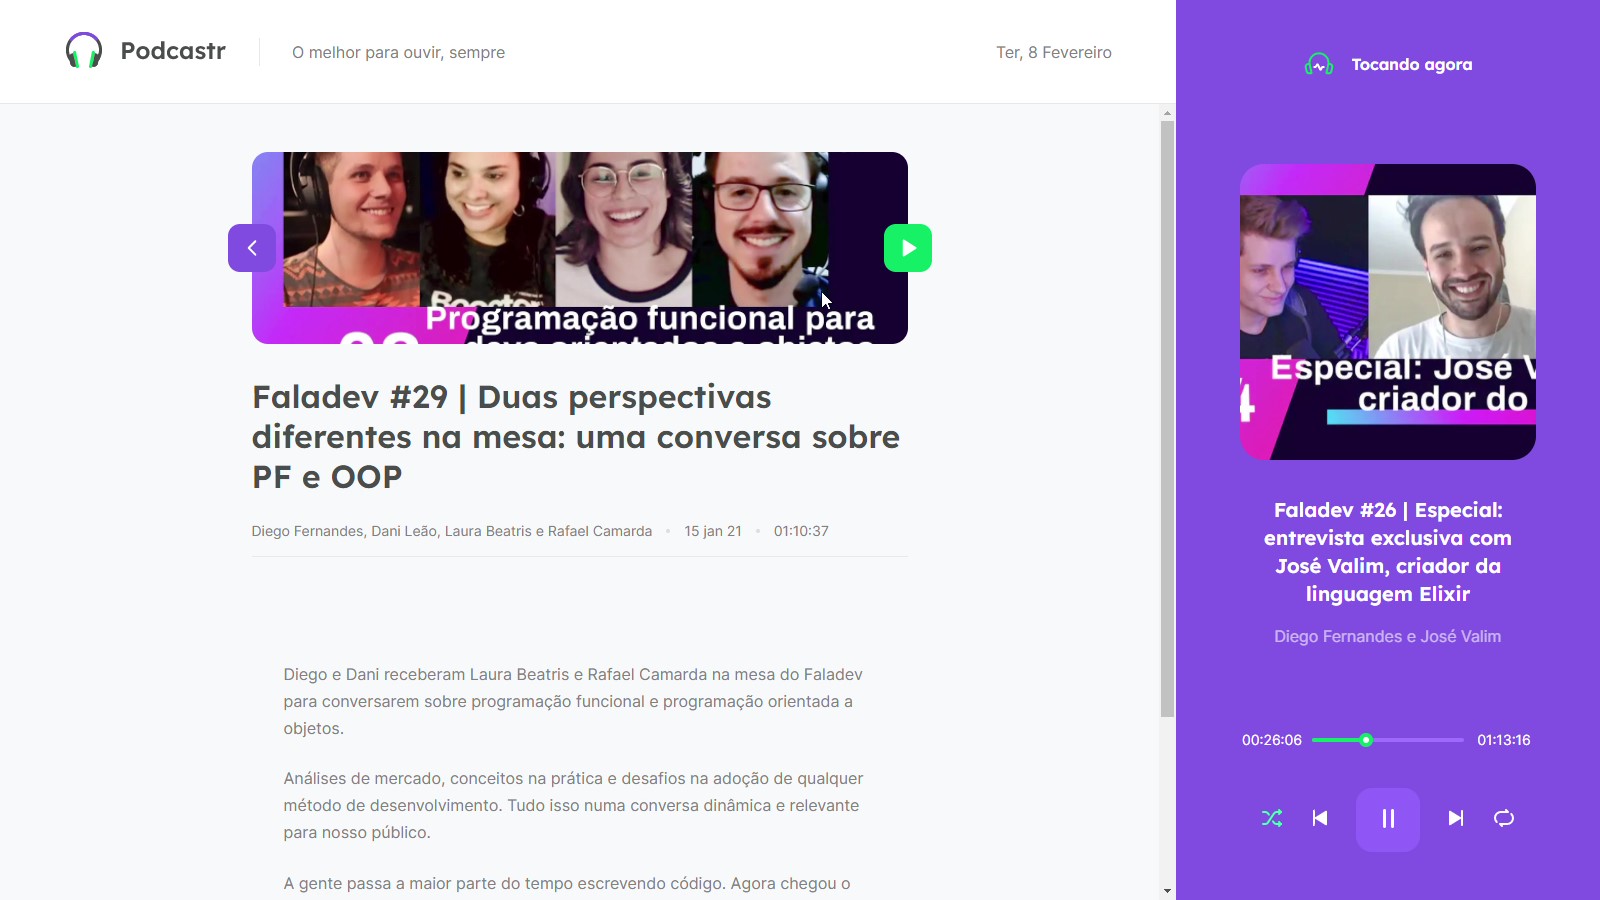 Podcastr
O melhor para ouvir, sempre
Ter, 8 Fevereiro
Programação funcional para
devs orientados a objetos
Faladev #29 | Duas perspectivas
diferentes na mesa: uma conversa sobre
PF e OOP
Diego Fernandes, Dani Leão, Laura Beatris e Rafael Camarda • 15 jan 21 • 01:10:37
Diego e Dani receberam Laura Beatris e Rafael Camarda na mesa do Faladev
para conversarem sobre programação funcional e programação orientada a
objetos.
Análises de mercado, conceitos na prática e desafios na adoção de qualquer
método de desenvolvimento. Tudo isso numa conversa dinâmica e relevante
para nosso público.
A gente passa a maior parte do tempo escrevendo código. Agora chegou o
Tocando agora
Especial: José V
criador do
4
Faladev #26 | Especial:
entrevista exclusiva com
José Valim, criador da
linguagem Elixir
Diego Fernandes e José Valim
00:26:06
01:13:16